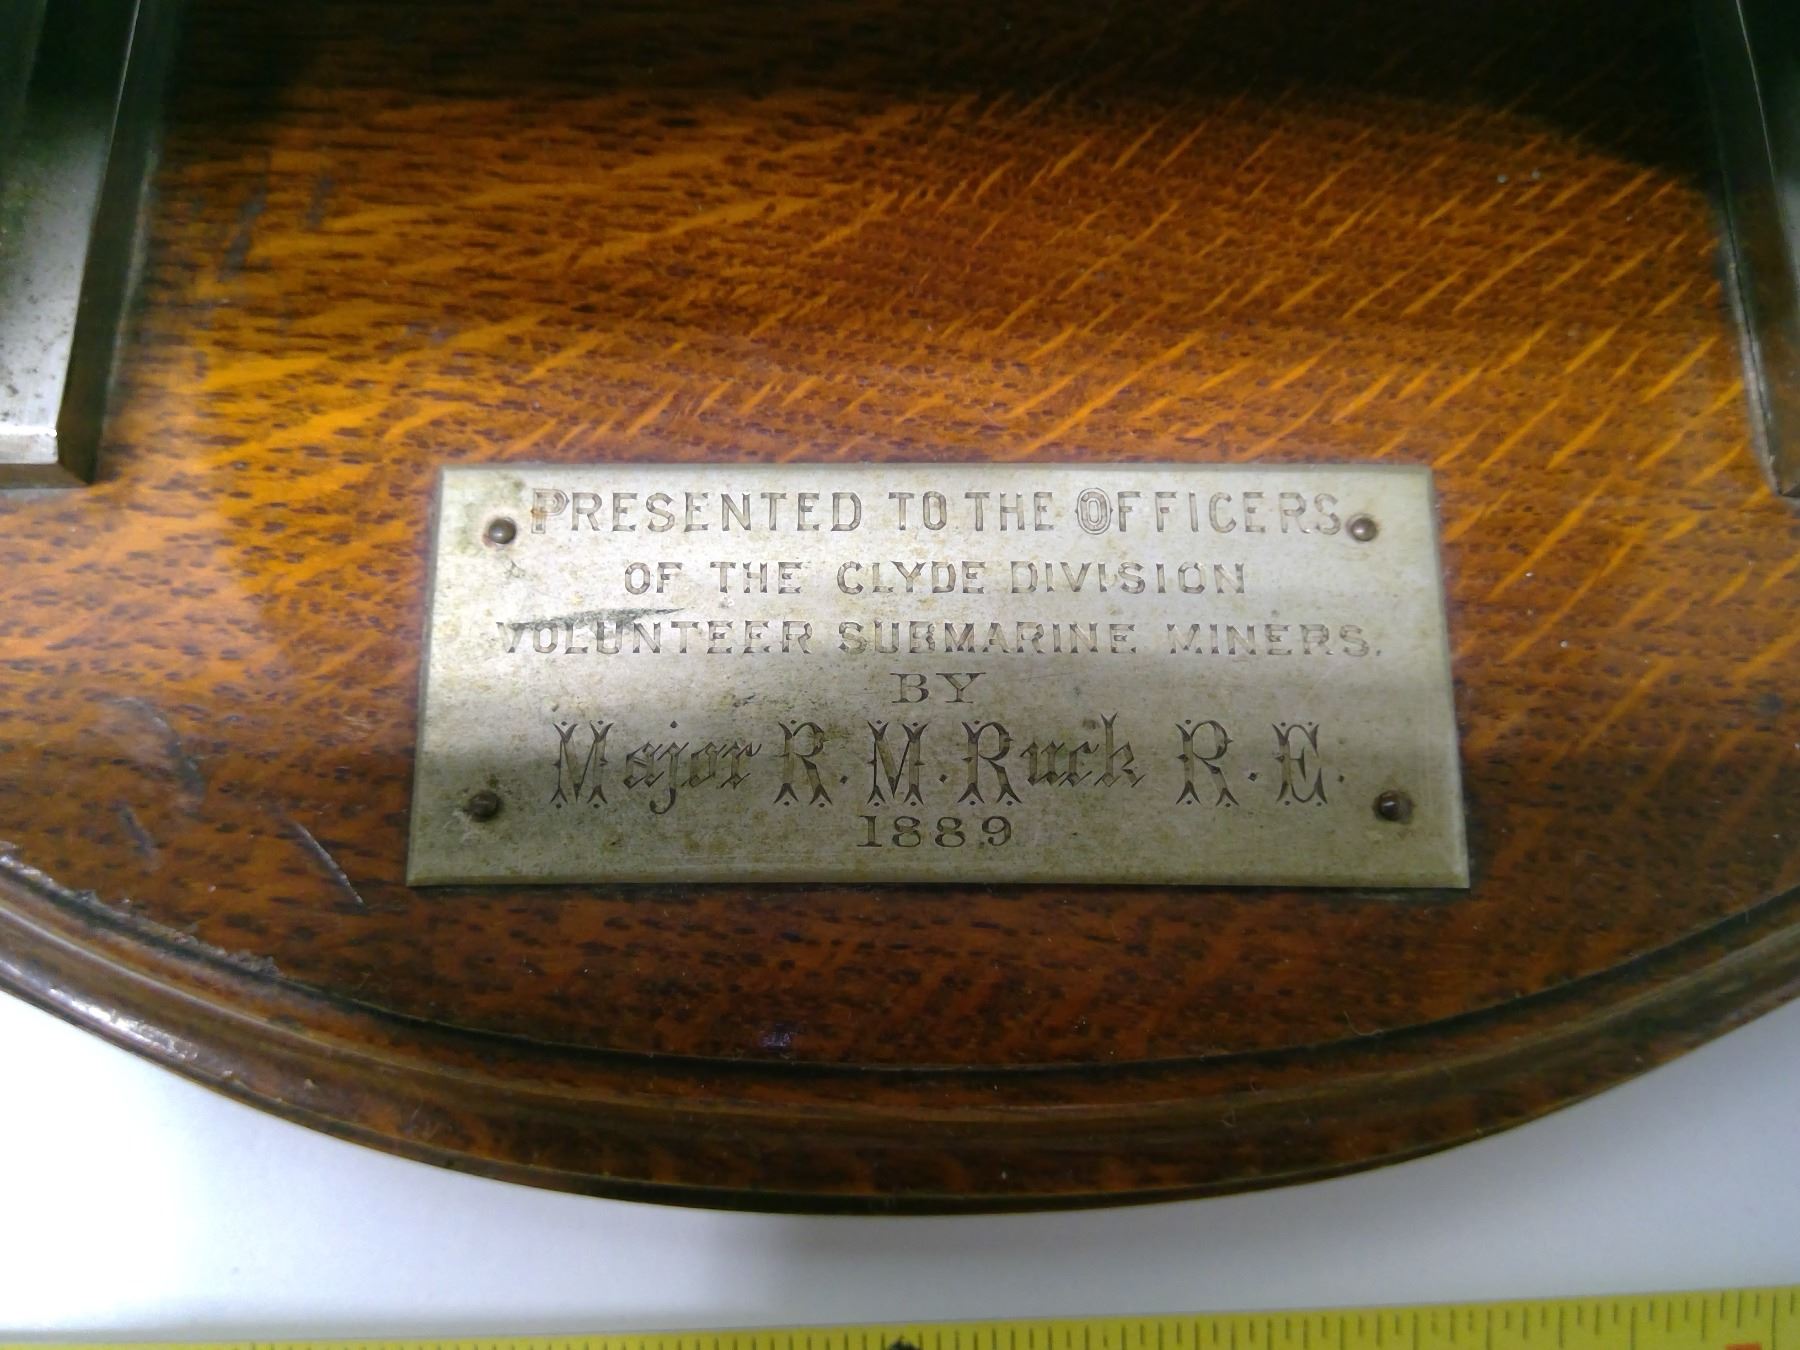 PRESENTED TO THE OFFICERS
OF THE CLYDE DIVISION
VOLUNTEER SUBMARINE MINERS.
BY
Major R. M. Ruck R. E.
1889